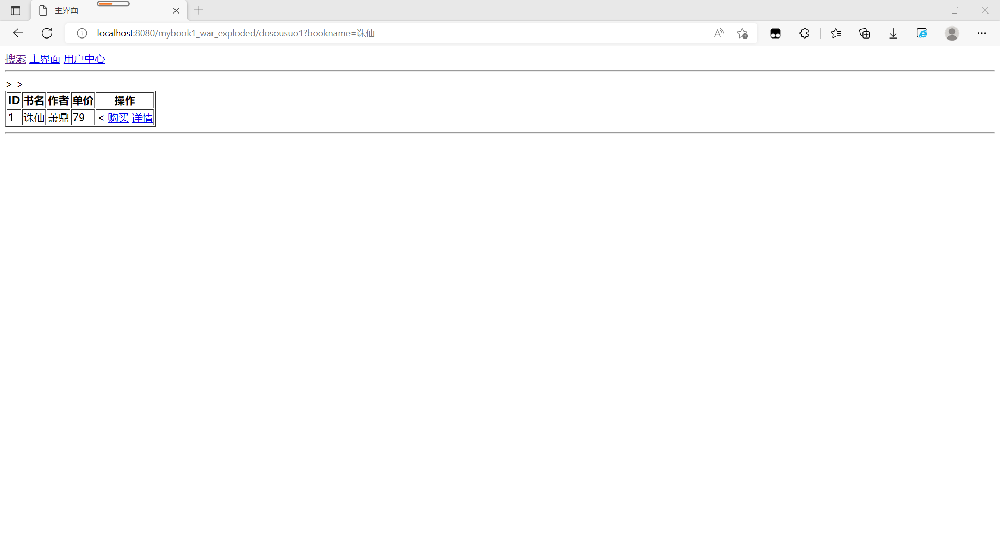 主界面
localhost:8080/mybook1_war_exploded/dosousuo1?bookname=诛仙
搜索 主界面 用户中心
> >
ID 书名 作者 单价 操作
1 诛仙 萧鼎 79 < 购买 详情